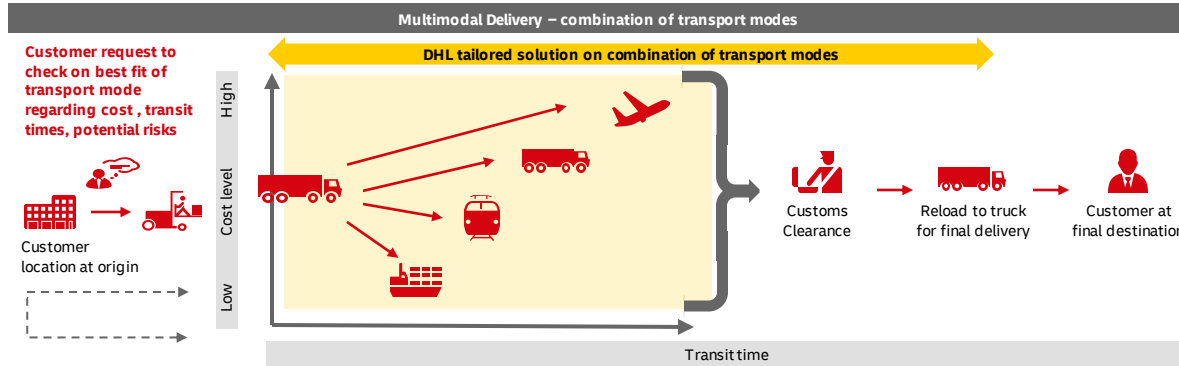 Multimodal Delivery – combination of transport modes
Customer request to
check on best fit of
transport mode
regarding cost , transit
times, potential risks
DHL tailored solution on combination of transport modes
High
Cost level
Low
Customer
location at origin
Customs
Clearance
Reload to truck
for final delivery
Customer at
final destination
Transit time